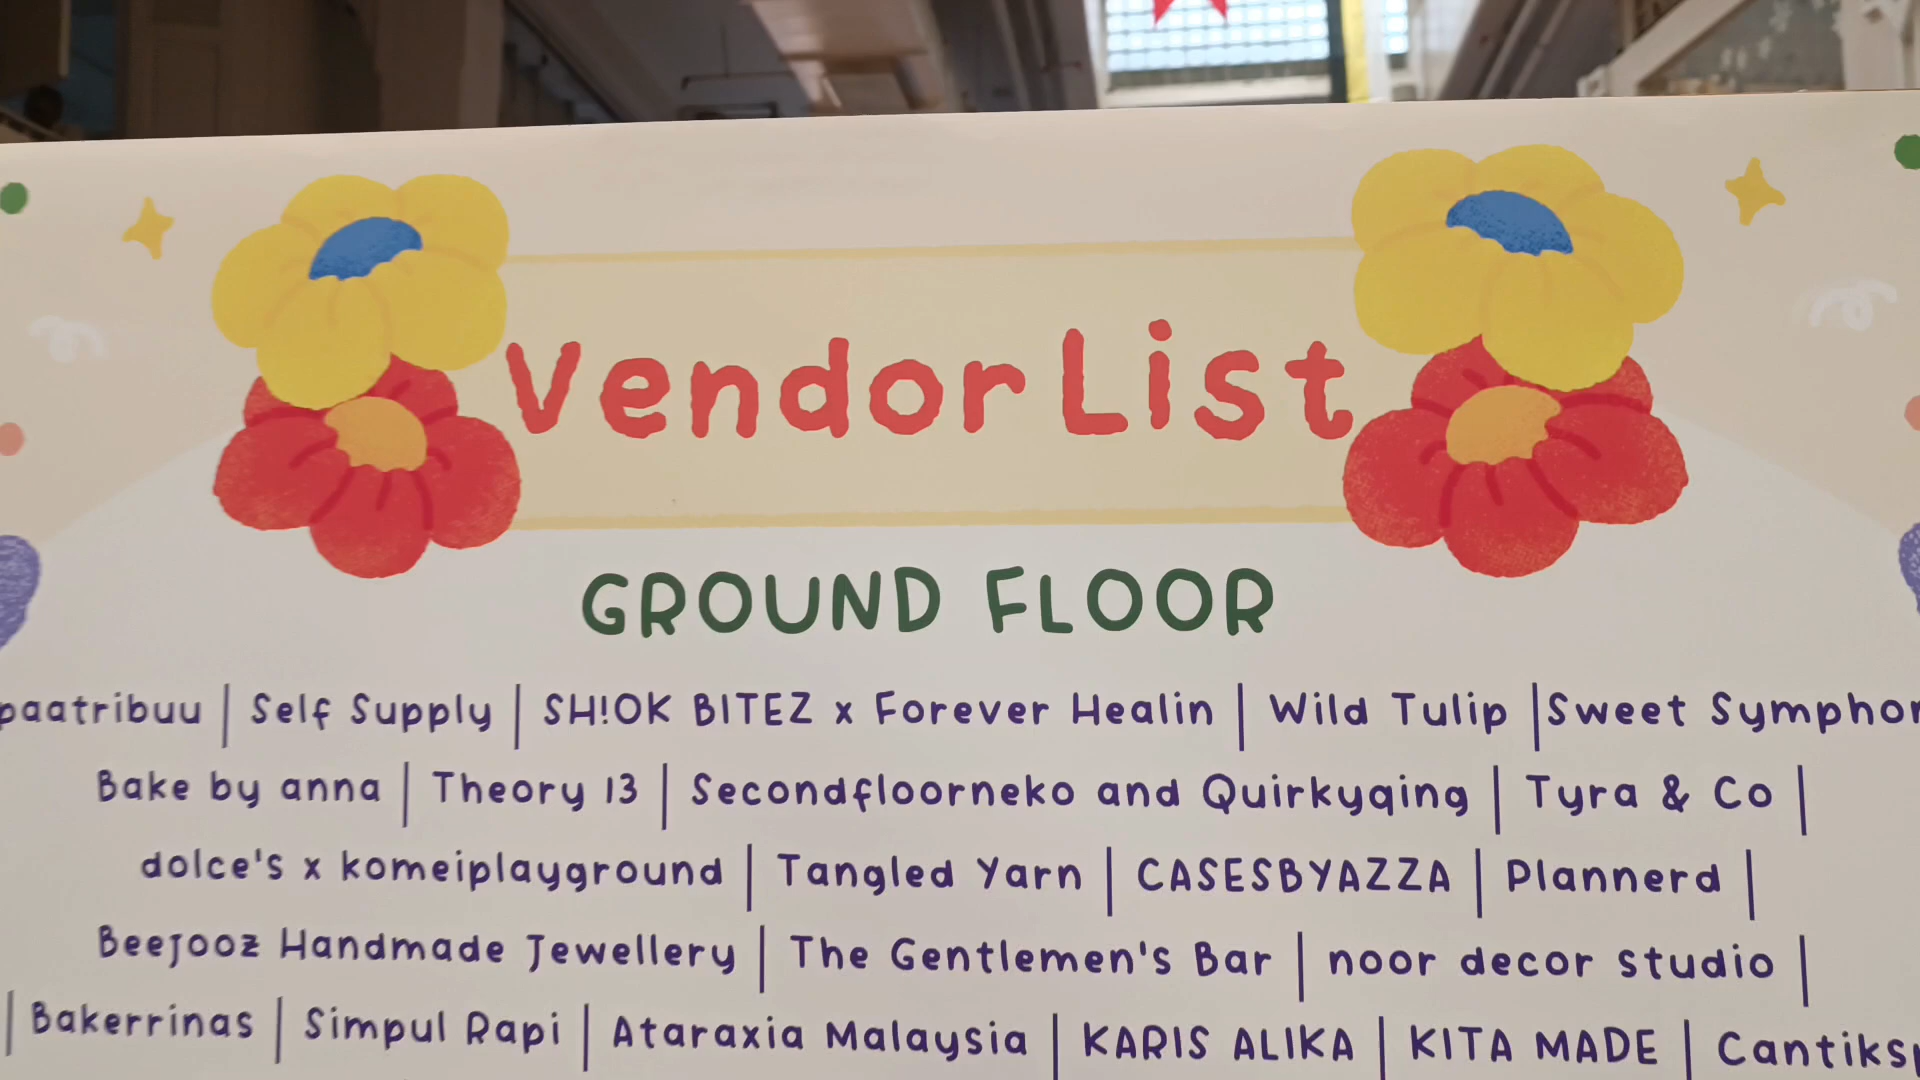 Vendor List
GROUND FLOOR
paatribuu | Self Supply | SH!OK BITEZ x Forever Healin | Wild Tulip | Sweet Symphon
Bake by anna | Theory 13 | Secondfloorneko and Quirkyqing | Tyra & Co |
dolce's x komeiplayground | Tangled Yarn | CASESBYAZZA | Plannerd |
BeeJooz Handmade Jewellery | The Gentlemen's Bar | noor decor studio |
| Bakerrinas | Simpul Rapi | Ataraxia Malaysia | KARIS ALIKA | KITA MADE | Cantiks